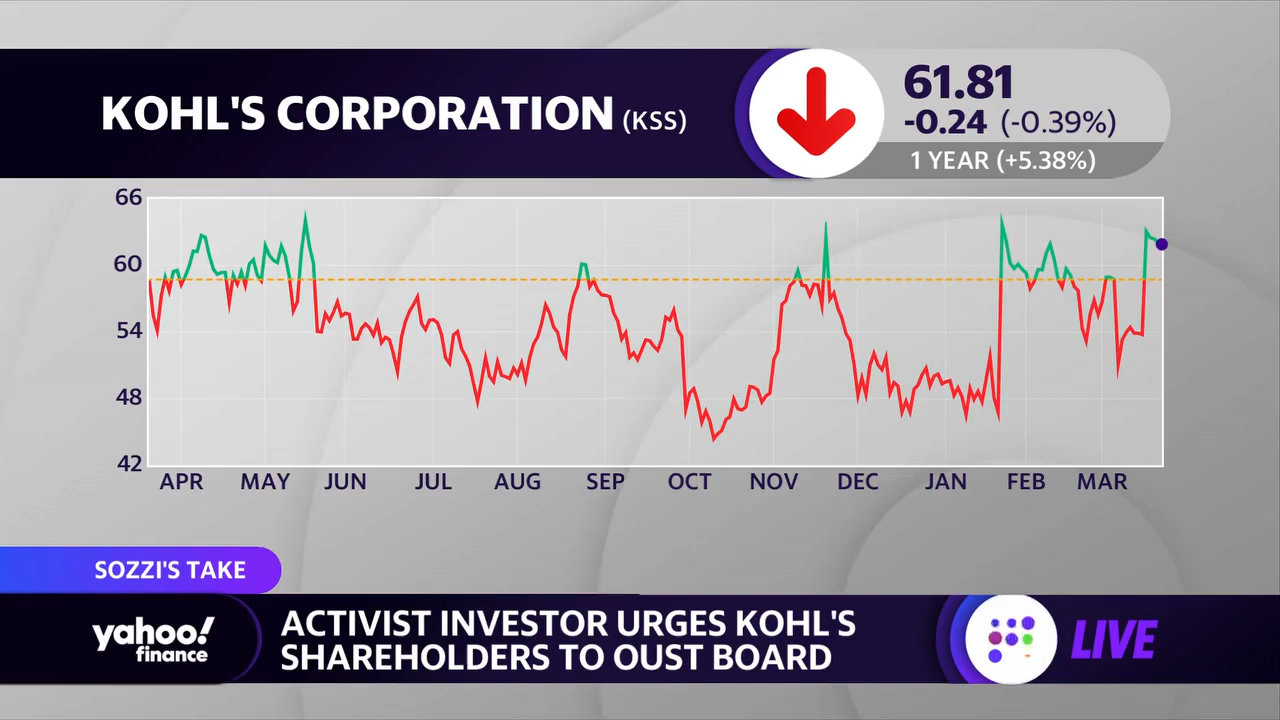 KOHL'S CORPORATION (KSS)
61.81
-0.24 (-0.39%)
1 YEAR (+5.38%)
66
60
54
48
42
APR MAY JUN JUL AUG SEP OCT NOV DEC JAN FEB MAR
SOZZI'S TAKE
yahoo!
finance
ACTIVIST INVESTOR URGES KOHL'S
SHAREHOLDERS TO OUST BOARD
LIVE